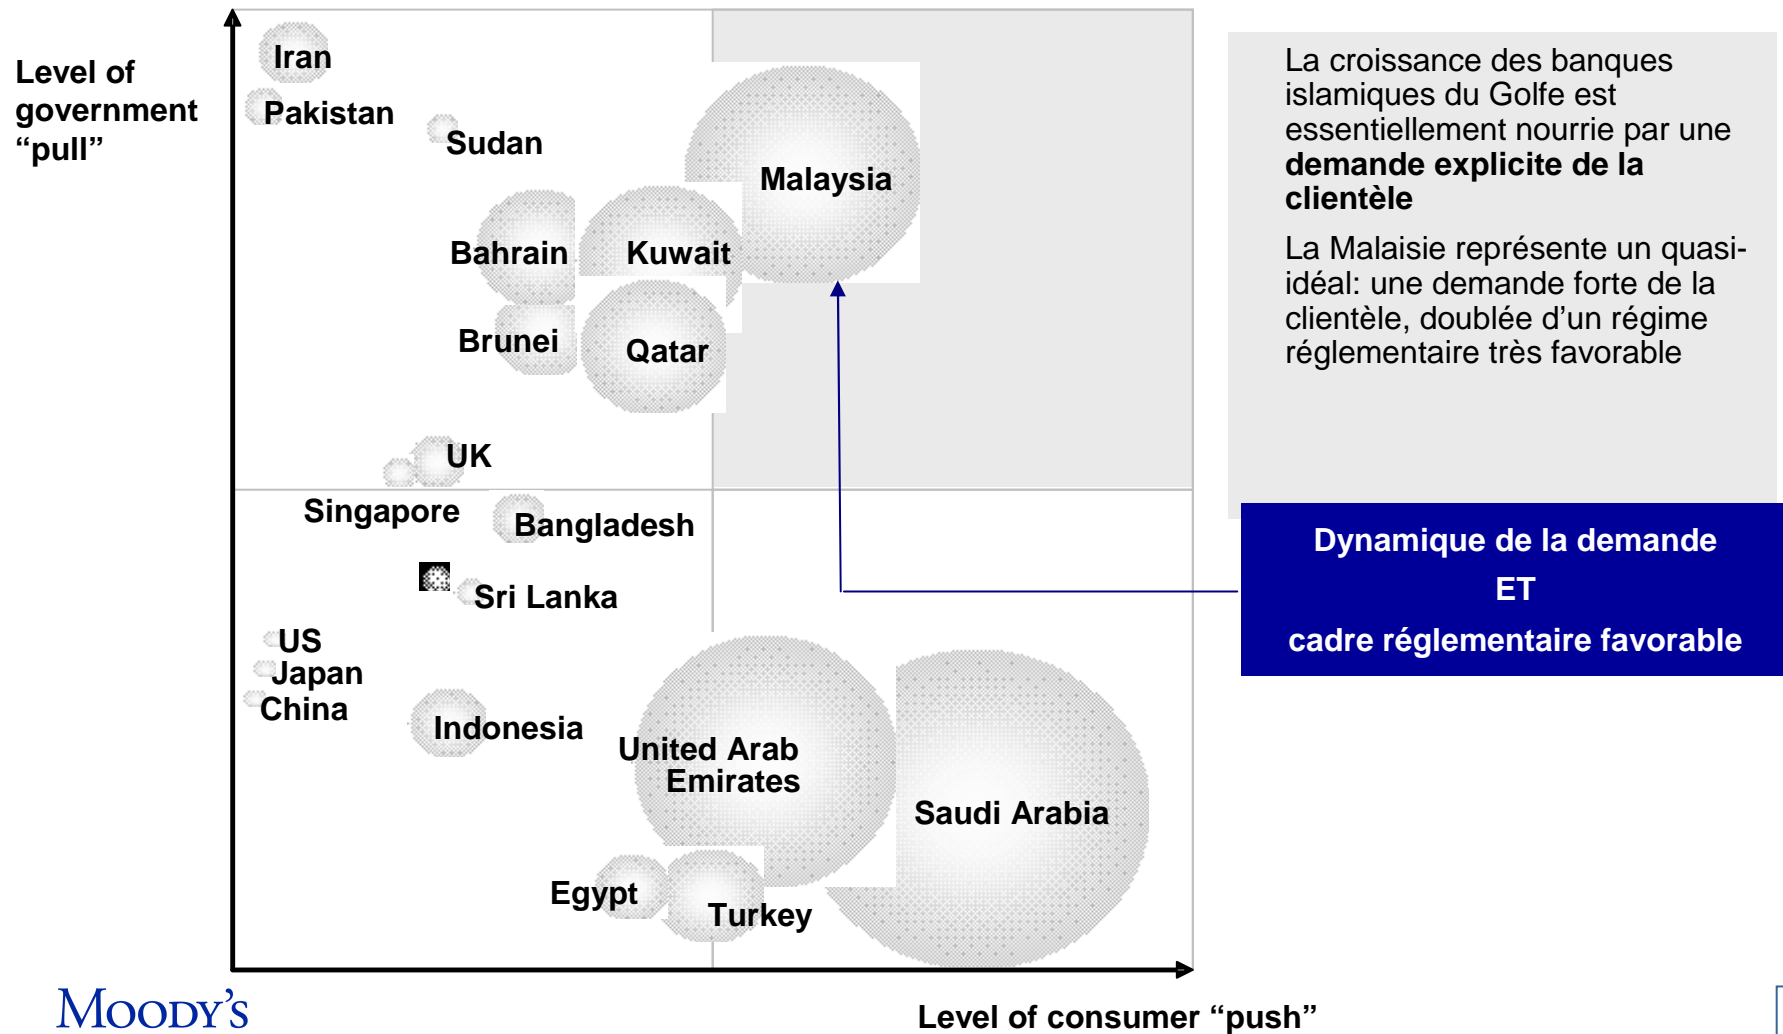 Level of
government
“pull”
Iran
Pakistan
Sudan
Malaysia
Bahrain
Kuwait
Brunei
Qatar
UK
Singapore
Bangladesh
Sri Lanka
US
Japan
China
Indonesia
United Arab
Emirates
Saudi Arabia
Egypt
Turkey
Level of consumer “push”
La croissance des banques
islamiques du Golfe est
essentiellement nourrie par une
demande explicite de la
clientèle
La Malaisie représente un quasi-
idéal: une demande forte de la
clientèle, doublée d’un régime
réglementaire très favorable
Dynamique de la demande
ET
cadre réglementaire favorable
MOODY’S